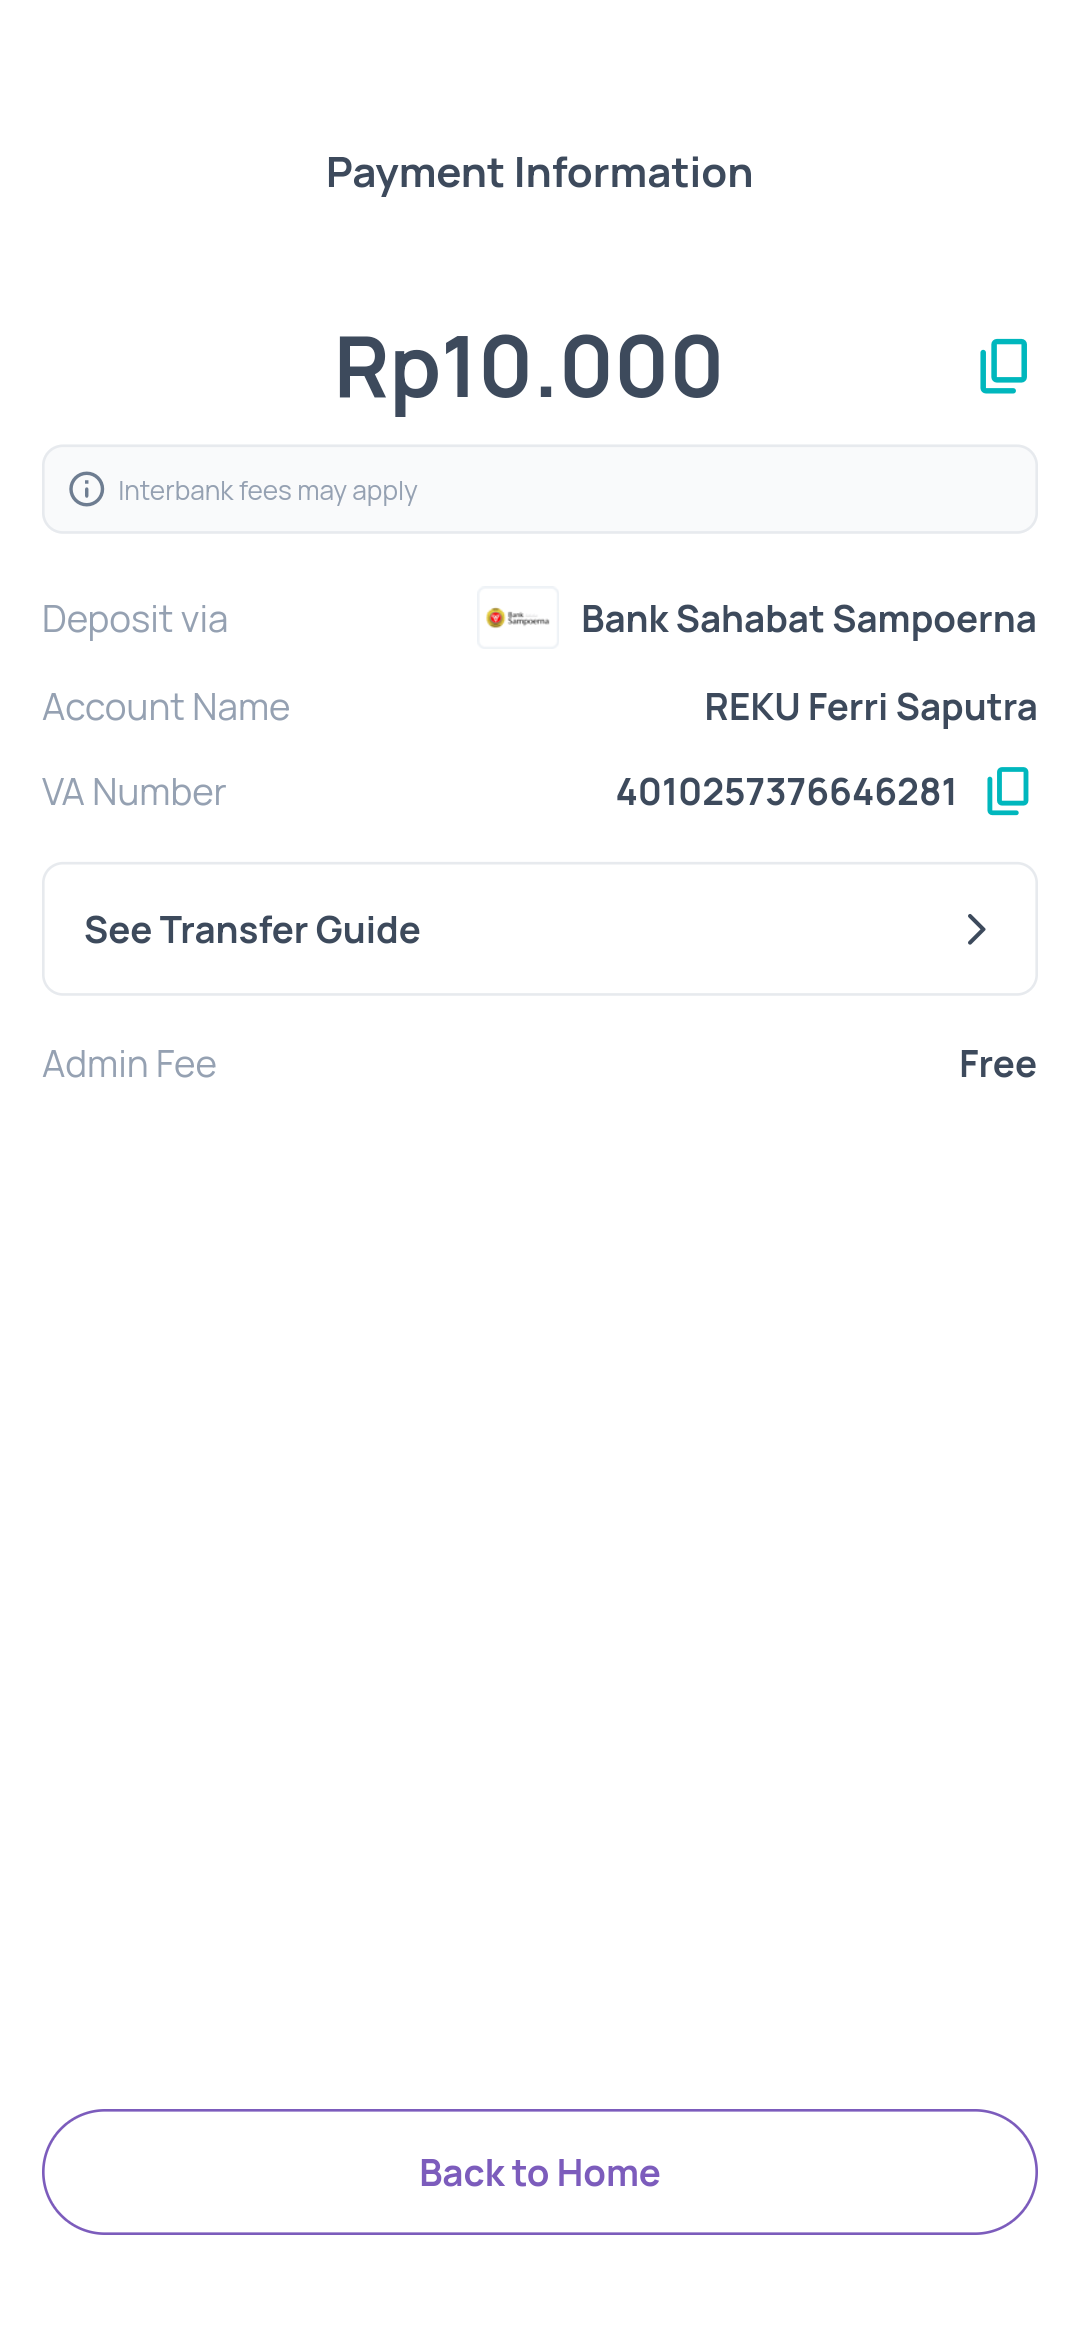 Payment Information
Rp10.000
Interbank fees may apply
Deposit via Bank Sampoerna Bank Sahabat Sampoerna
Account Name REKU Ferri Saputra
VA Number 4010257376646281
See Transfer Guide
Admin Fee Free
Back to Home